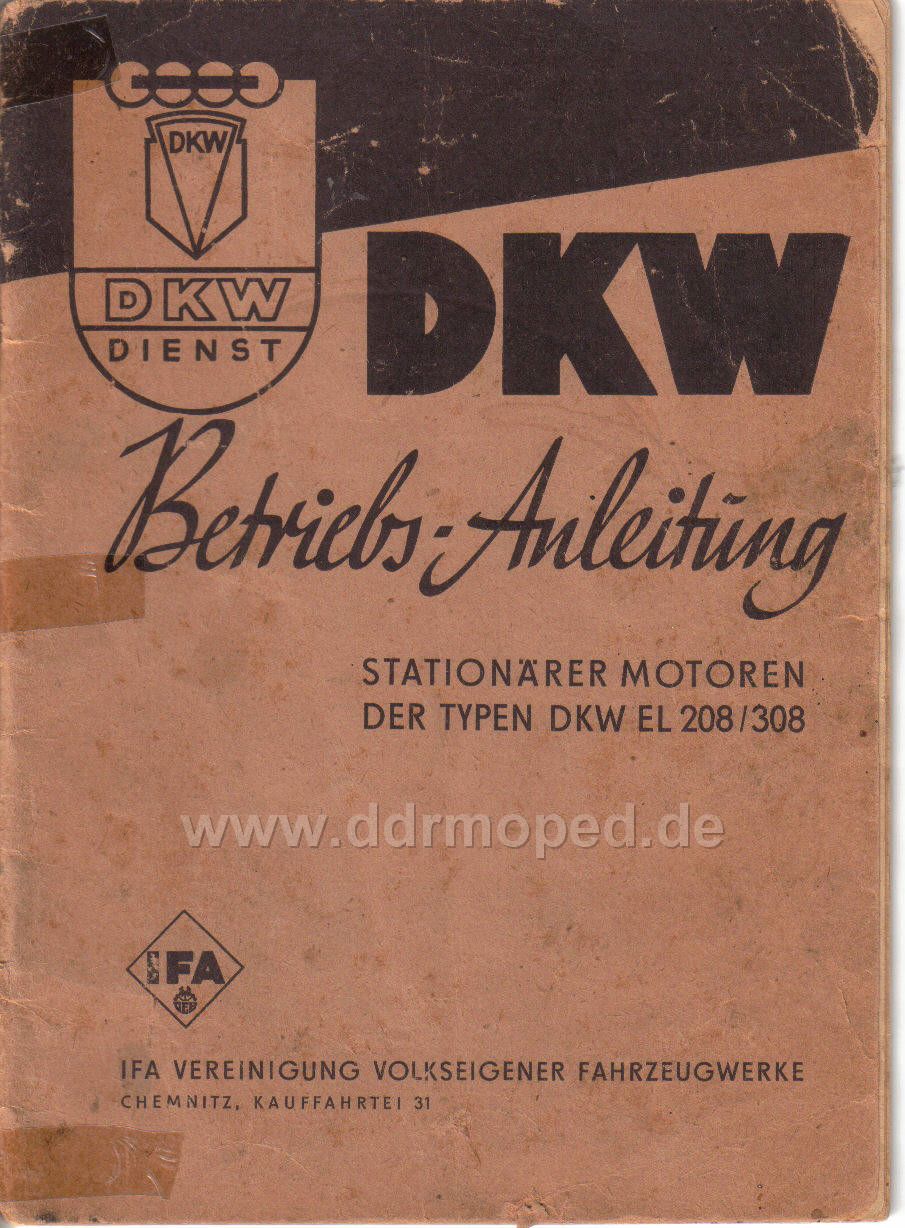 DKW
DKW
DIENST
DKW
Betriebs-Anleitung
STATIONÄRER MOTOREN
DER TYPEN DKW EL 208/308
www.ddrmoped.de
IFA
IFA VEREINIGUNG VOLKSEIGENER FAHRZEUGWERKE
CHEMNITZ, KAUFFAHRTEI 31